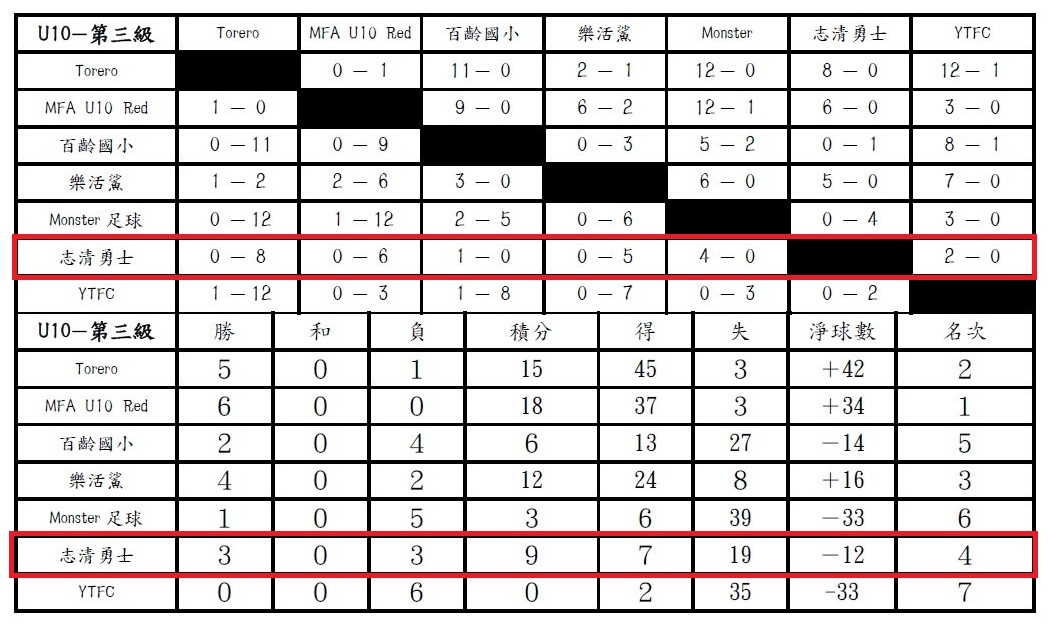 U10－第三級 Torero MFA U10 Red 百齡國小 樂活鯊 Monster 志清勇士 YTFC
Torero 0 － 1 11－ 0 2 － 1 12－ 0 8 － 0 12－ 1
MFA U10 Red 1 － 0 9 － 0 6 － 2 12－ 1 6 － 0 3 － 0
百齡國小 0 －11 0 － 9 0 － 3 5 － 2 0 － 1 8 － 1
樂活鯊 1 － 2 2 － 6 3 － 0 6 － 0 5 － 0 7 － 0
Monster 足球 0 －12 1 －12 2 － 5 0 － 6 0 － 4 3 － 0
志清勇士 0 － 8 0 － 6 1 － 0 0 － 5 4 － 0 2 － 0
YTFC 1 －12 0 － 3 1 － 8 0 － 7 0 － 3 0 － 2
U10－第三級 勝 和 負 積分 得 失 淨球數 名次
Torero 5 0 1 15 45 3 ＋42 2
MFA U10 Red 6 0 0 18 37 3 ＋34 1
百齡國小 2 0 4 6 13 27 －14 5
樂活鯊 4 0 2 12 24 8 +16 3
Monster 足球 1 0 5 3 6 39 －33 6
志清勇士 3 0 3 9 7 19 －12 4
YTFC 0 0 6 0 2 35 -33 7